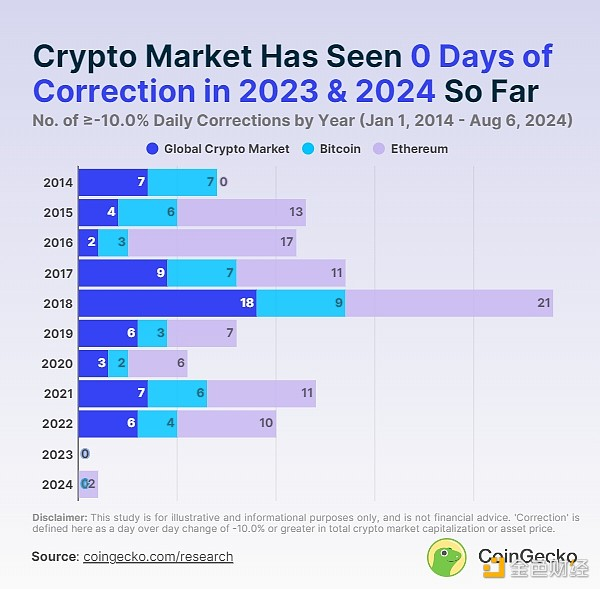 Crypto Market Has Seen 0 Days of
Correction in 2023 & 2024 So Far
No. of ≥-10.0% Daily Corrections by Year (Jan 1, 2014 - Aug 6, 2024)
Global Crypto Market Bitcoin Ethereum
2014 7 7 0
2015 4 6 13
2016 2 3 17
2017 9 7 11
2018 18 9 21
2019 6 3 7
2020 3 2 6
2021 7 6 11
2022 6 4 10
2023 0
2024 0 2
Disclaimer: This study is for illustrative and informational purposes only, and is not financial advice. 'Correction' is
defined here as a day over day change of -10.0% or greater in total crypto market capitalization or asset price.
Source: coingecko.com/research
CoinGecko
金色财经